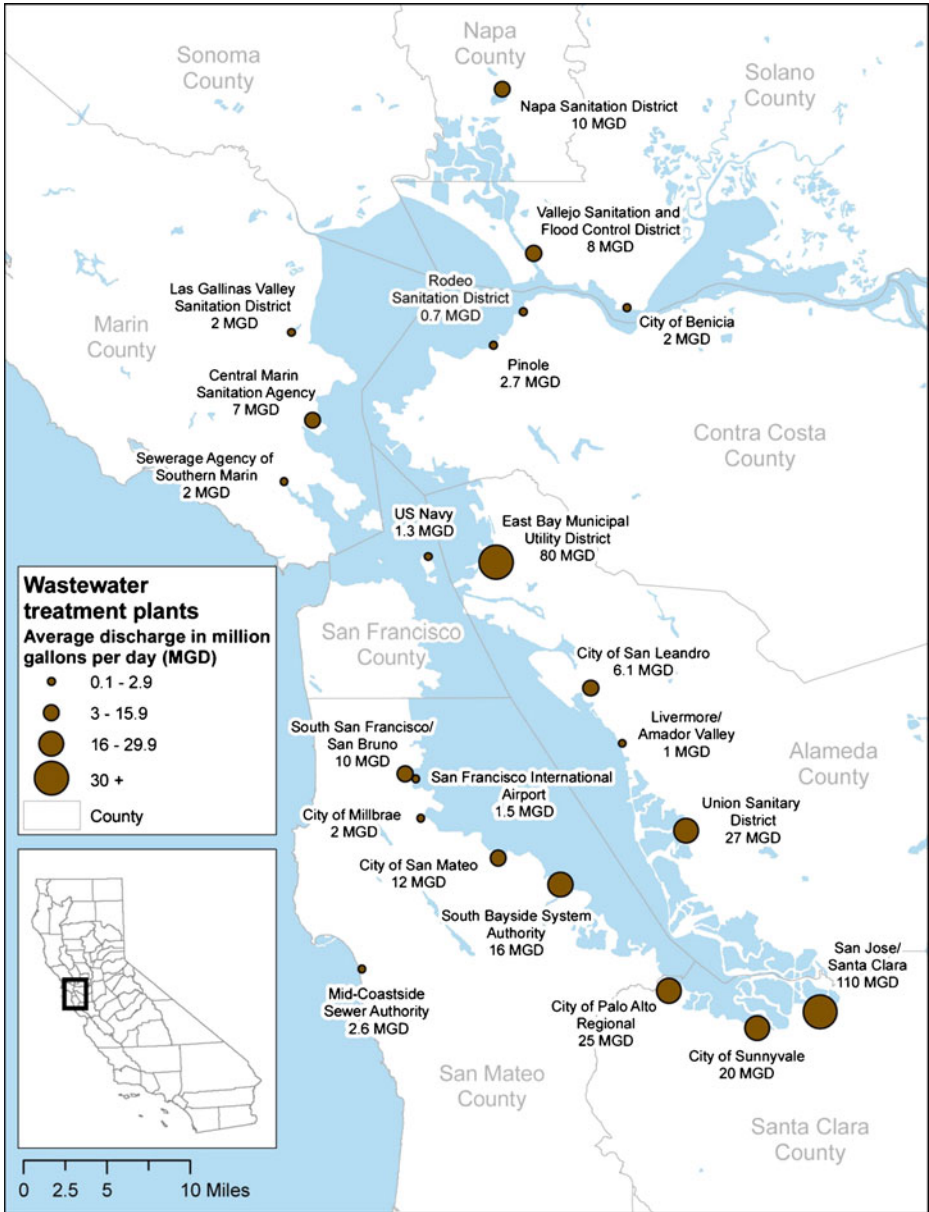 Sonoma
County
Napa
County
Solano
County
Napa Sanitation District
10 MGD
Vallejo Sanitation and
Flood Control District
8 MGD
Las Gallinas Valley
Sanitation District
2 MGD
Rodeo
Sanitation District
0.7 MGD
City of Benicia
2 MGD
Marin
County
Pinole
2.7 MGD
Central Marin
Sanitation Agency
7 MGD
Contra Costa
County
Sewerage Agency of
Southern Marin
2 MGD
US Navy
1.3 MGD
East Bay Municipal
Utility District
80 MGD
Wastewater
treatment plants
Average discharge in million
gallons per day (MGD)
0.1 - 2.9
3 - 15.9
16 - 29.9
30 +
County
San Francisco
County
City of San Leandro
6.1 MGD
Livermore/
Amador Valley
1 MGD
Alameda
County
South San Francisco/
San Bruno
10 MGD
San Francisco International
Airport
1.5 MGD
Union Sanitary
District
27 MGD
City of Millbrae
2 MGD
City of San Mateo
12 MGD
South Bayside System
Authority
16 MGD
San Jose/
Santa Clara
110 MGD
Mid-Coastside
Sewer Authority
2.6 MGD
City of Palo Alto
Regional
25 MGD
City of Sunnyvale
20 MGD
San Mateo
County
Santa Clara
County
0 2.5 5 10 Miles